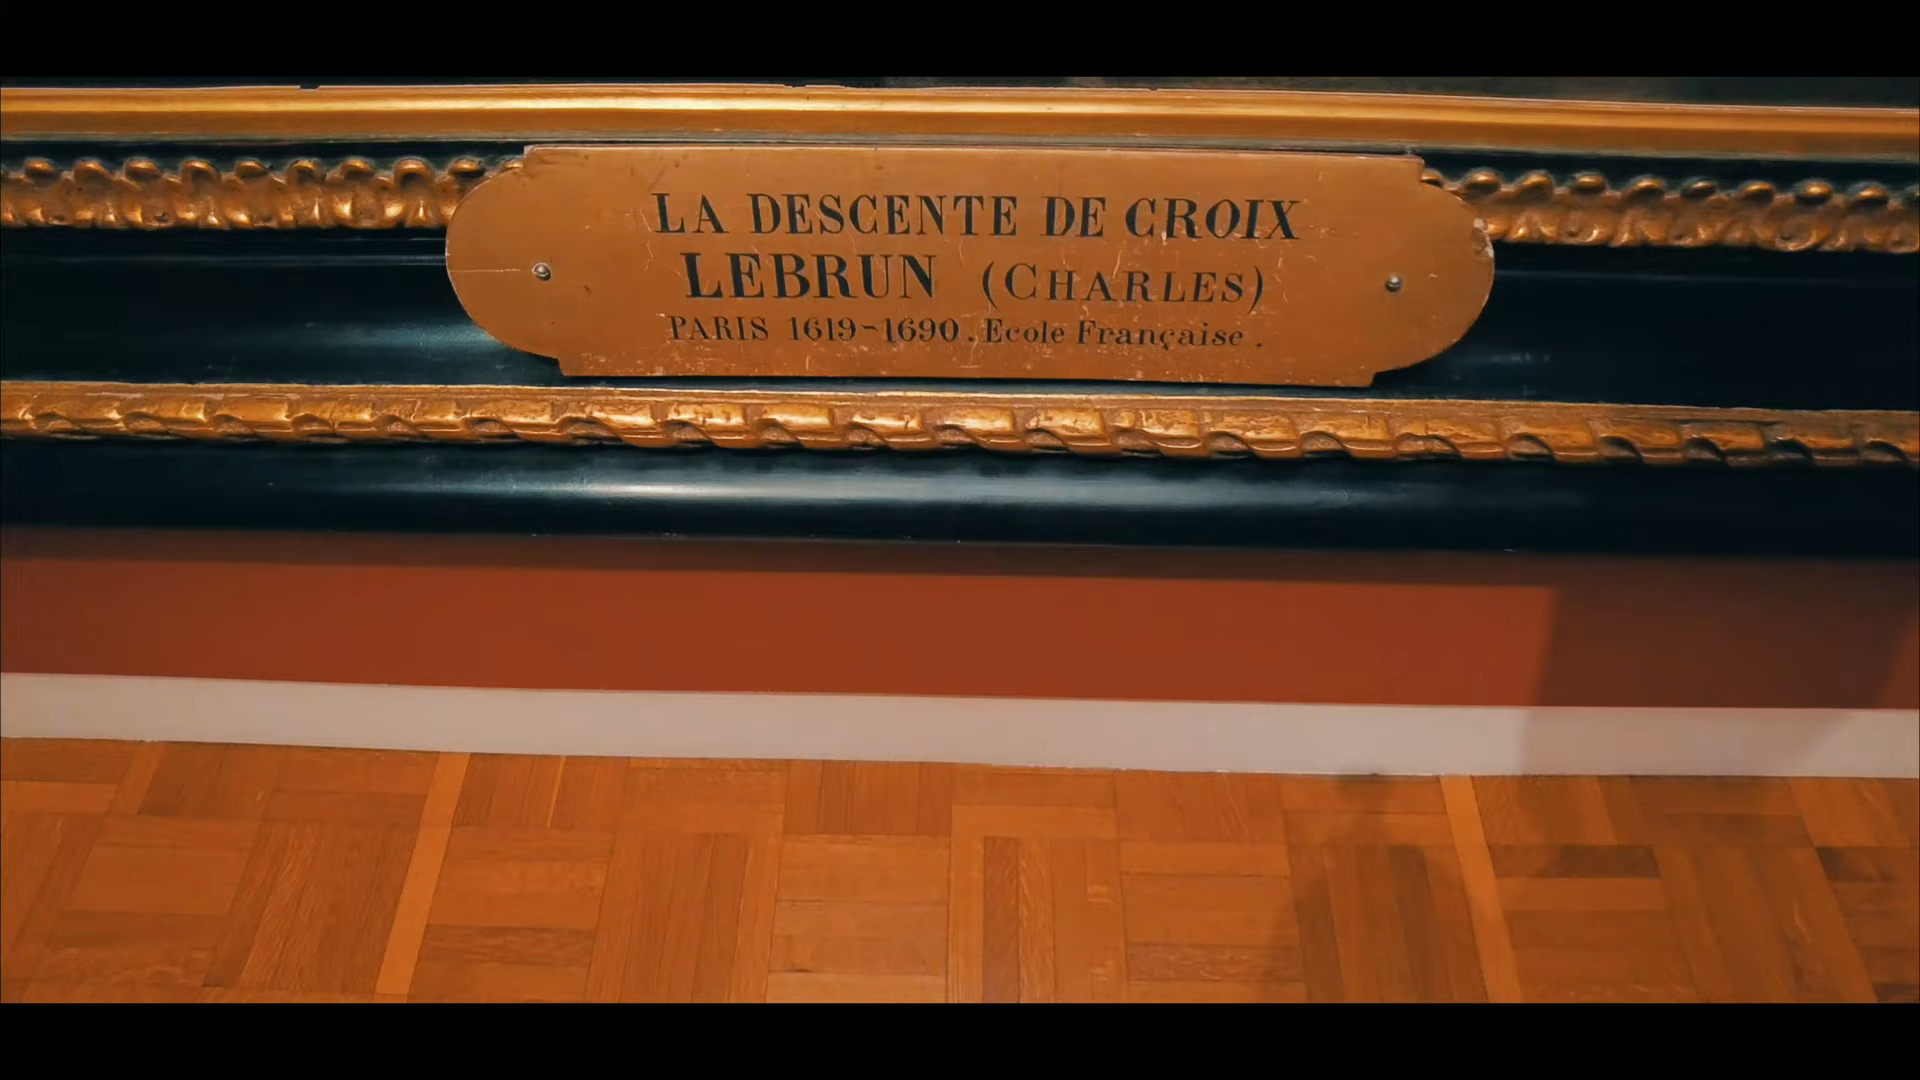 LA DESCENTE DE CROIX
LEBRUN (CHARLES)
PARIS 1619-1690. Ecole Française.